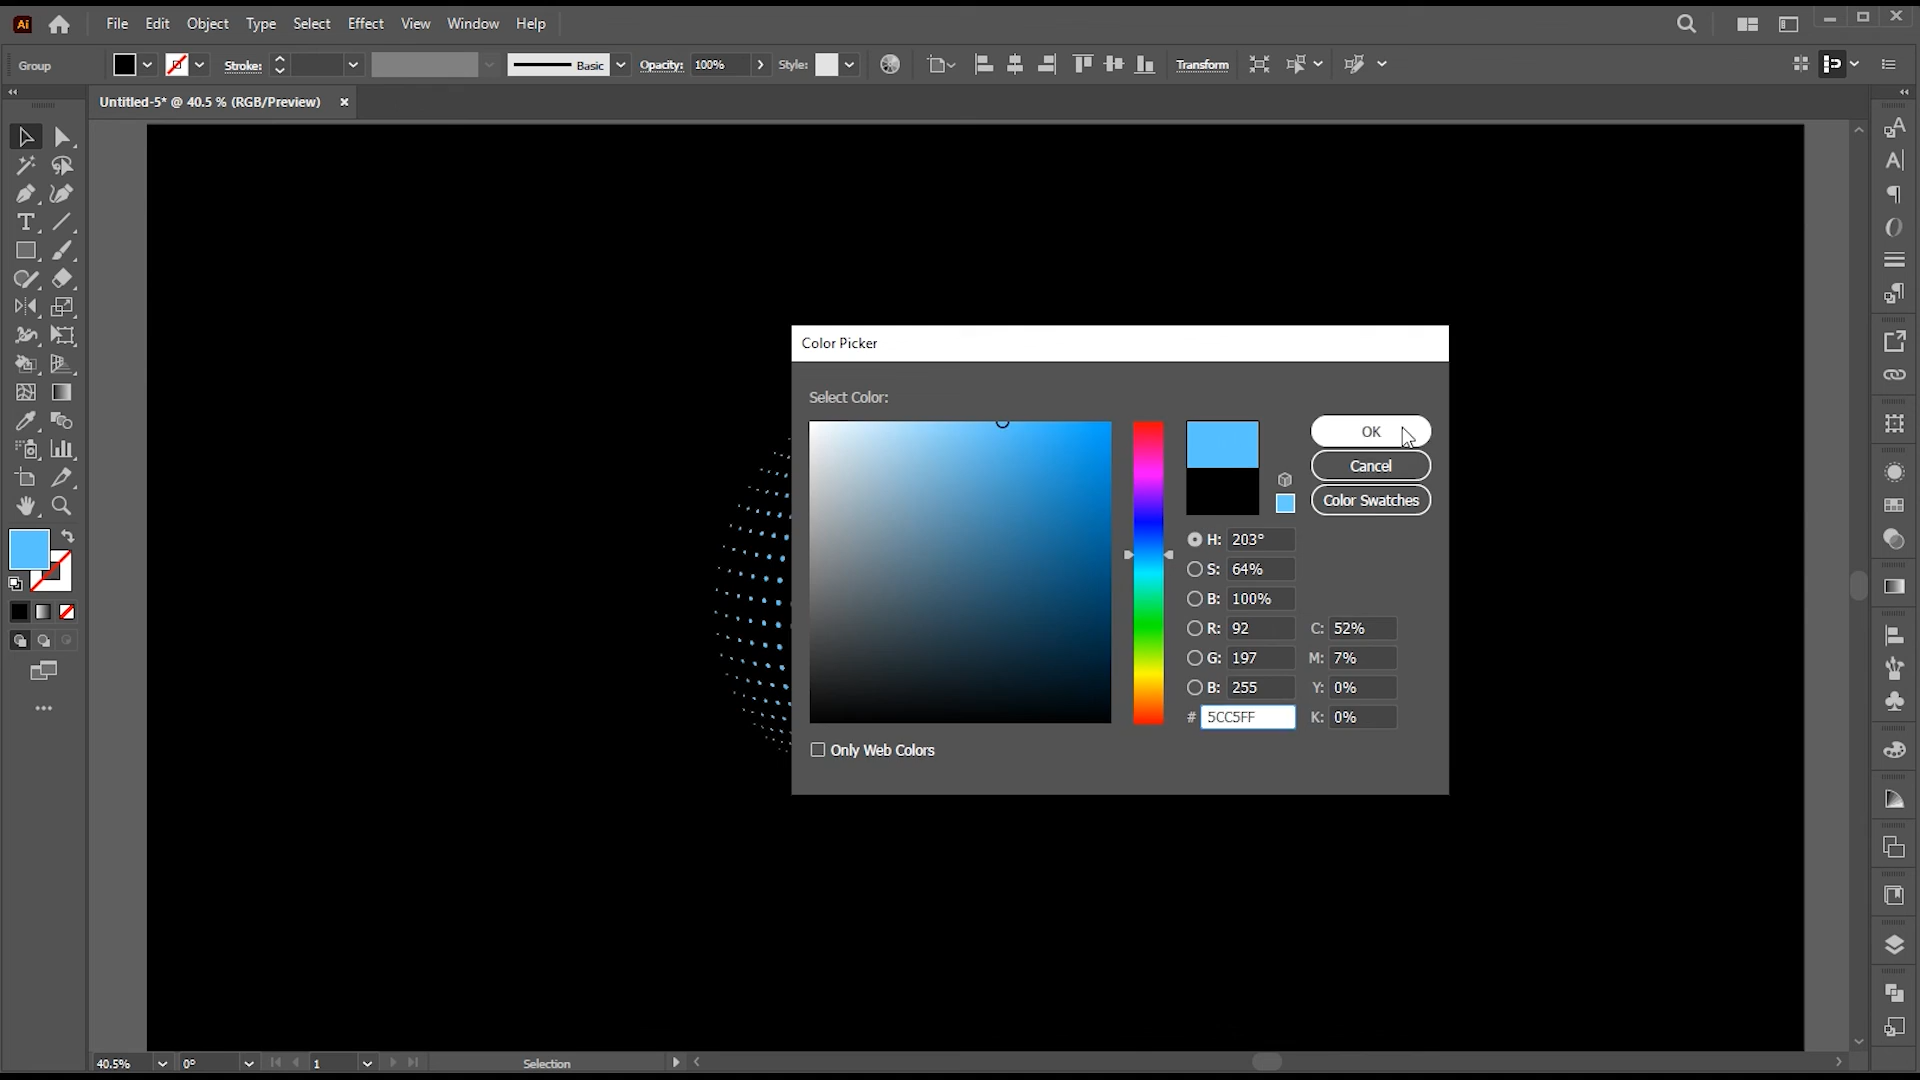 Ai File Edit Object Type Select Effect View Window Help
Group Stroke: Basic Opacity: 100% Style: Transform
Untitled-5* @ 40.5 % (RGB/Preview)
Color Picker
Select Color:
OK
Cancel
Color Swatches
H: 203°
S: 64%
B: 100%
R: 92 C: 52%
G: 197 M: 7%
B: 255 Y: 0%
# 5CC5FF K: 0%
Only Web Colors
40.5% 0° 1 Selection